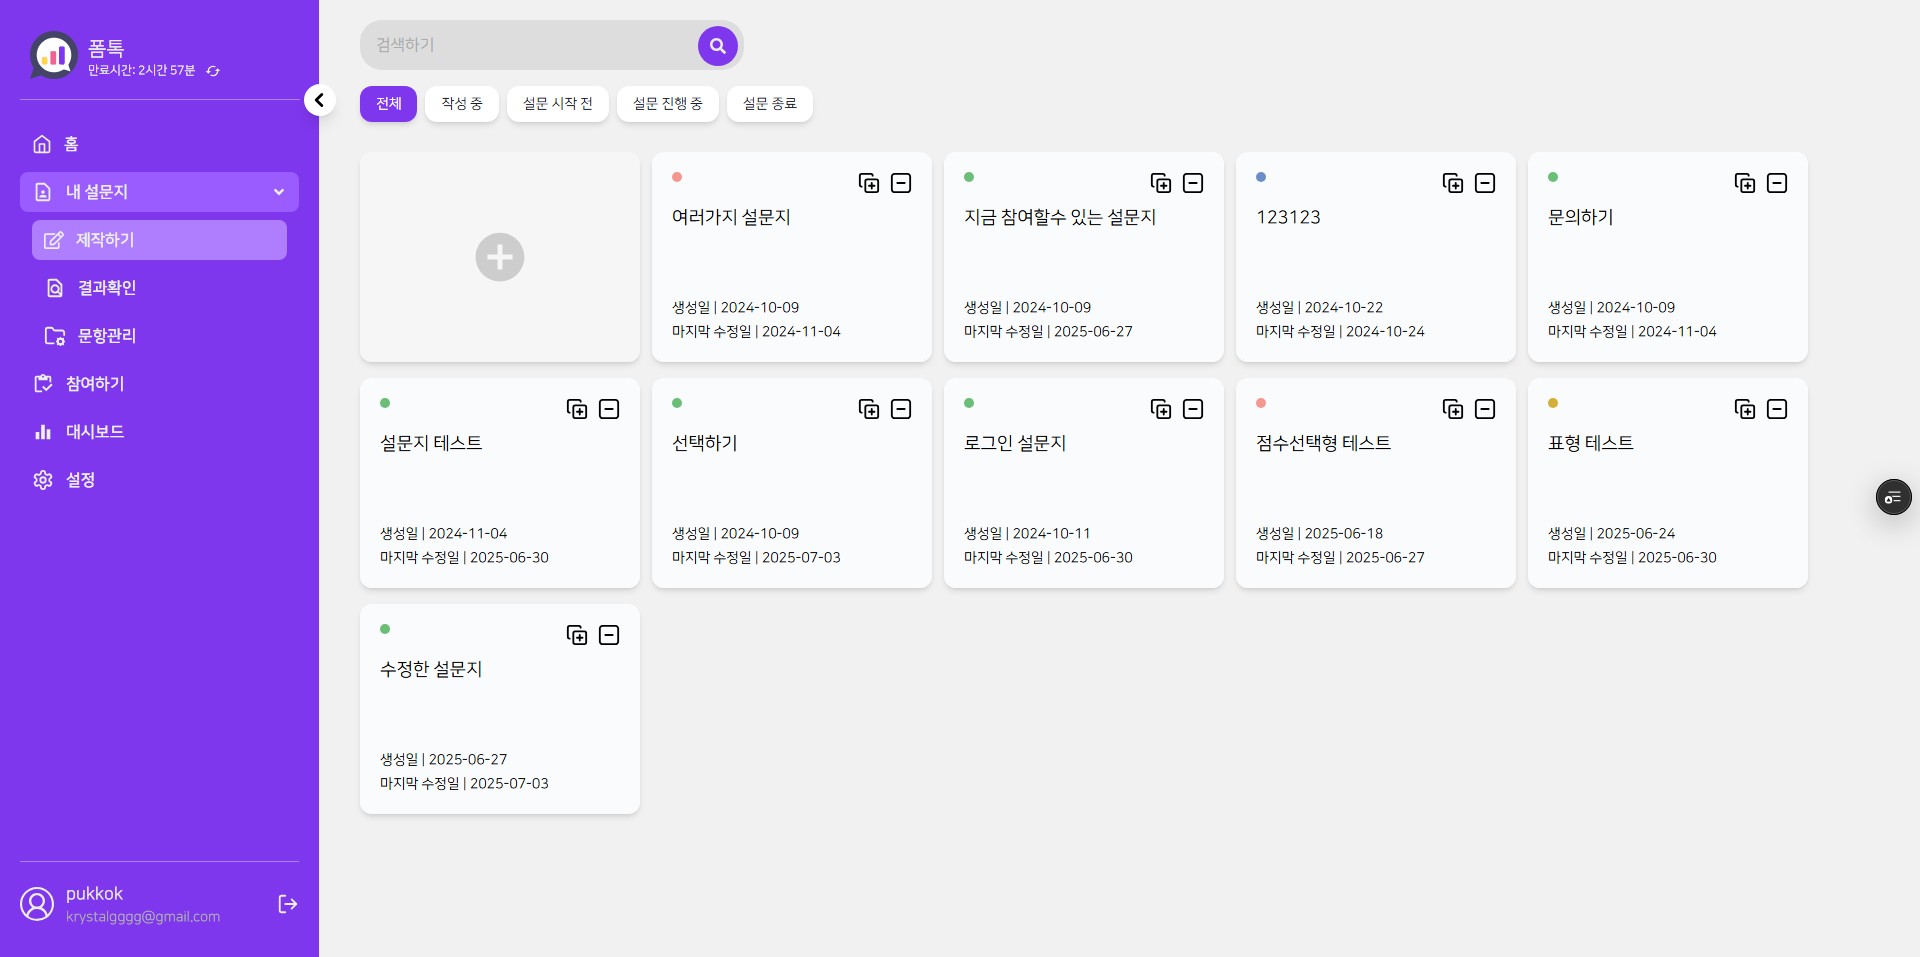 폼톡
만료시간: 2시간 57분
홈
내 설문지
제작하기
결과확인
문항관리
참여하기
대시보드
설정
pukkok
krystalgggg@gmail.com
검색하기
전체
작성 중
설문 시작 전
설문 진행 중
설문 종료
여러가지 설문지
생성일 | 2024-10-09
마지막 수정일 | 2024-11-04
지금 참여할수 있는 설문지
생성일 | 2024-10-09
마지막 수정일 | 2025-06-27
123123
생성일 | 2024-10-22
마지막 수정일 | 2024-10-24
문의하기
생성일 | 2024-10-09
마지막 수정일 | 2024-11-04
설문지 테스트
생성일 | 2024-11-04
마지막 수정일 | 2025-06-30
선택하기
생성일 | 2024-10-09
마지막 수정일 | 2025-07-03
로그인 설문지
생성일 | 2024-10-11
마지막 수정일 | 2025-06-30
점수선택형 테스트
생성일 | 2025-06-18
마지막 수정일 | 2025-06-27
표형 테스트
생성일 | 2025-06-24
마지막 수정일 | 2025-06-30
수정한 설문지
생성일 | 2025-06-27
마지막 수정일 | 2025-07-03